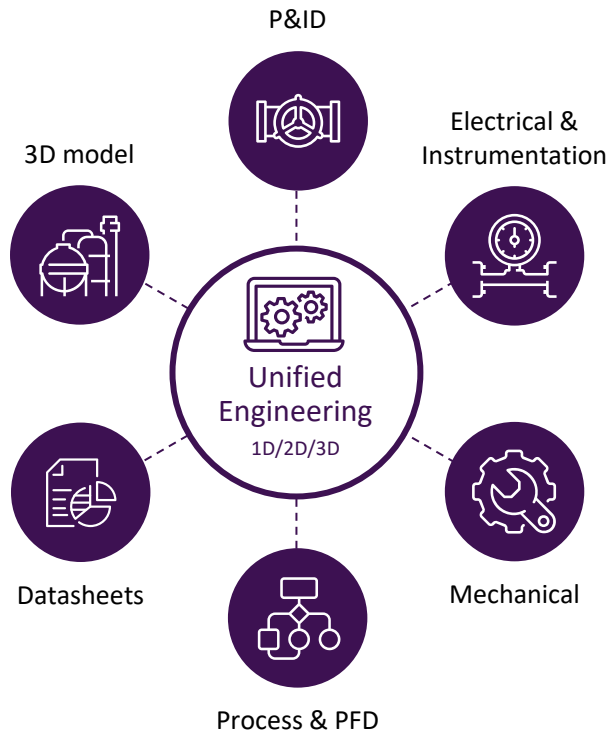 P&ID
Electrical &
Instrumentation
3D model
Unified
Engineering
1D/2D/3D
Datasheets
Mechanical
Process & PFD